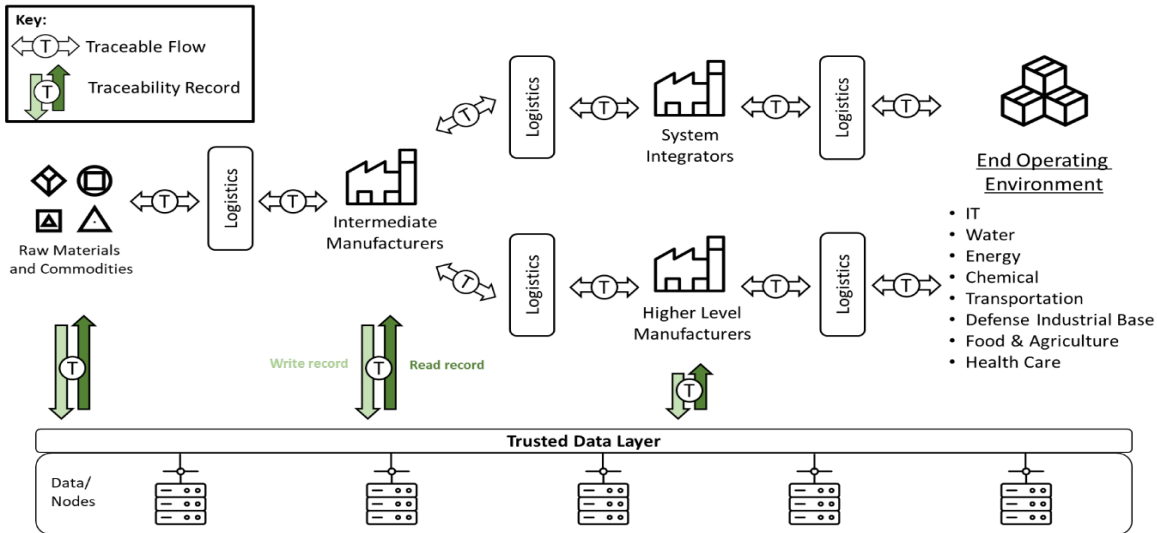 Key:
T
Traceable Flow
T
Traceability Record
Raw Materials
and Commodities
T
Logistics
T
Intermediate
Manufacturers
T
Logistics
T
System
Integrators
T
Logistics
T
T
Logistics
T
Higher Level
Manufacturers
T
Logistics
T
End Operating
Environment
• IT
• Water
• Energy
• Chemical
• Transportation
• Defense Industrial Base
• Food & Agriculture
• Health Care
T
Write record
T
Read record
T
Trusted Data Layer
Data/
Nodes